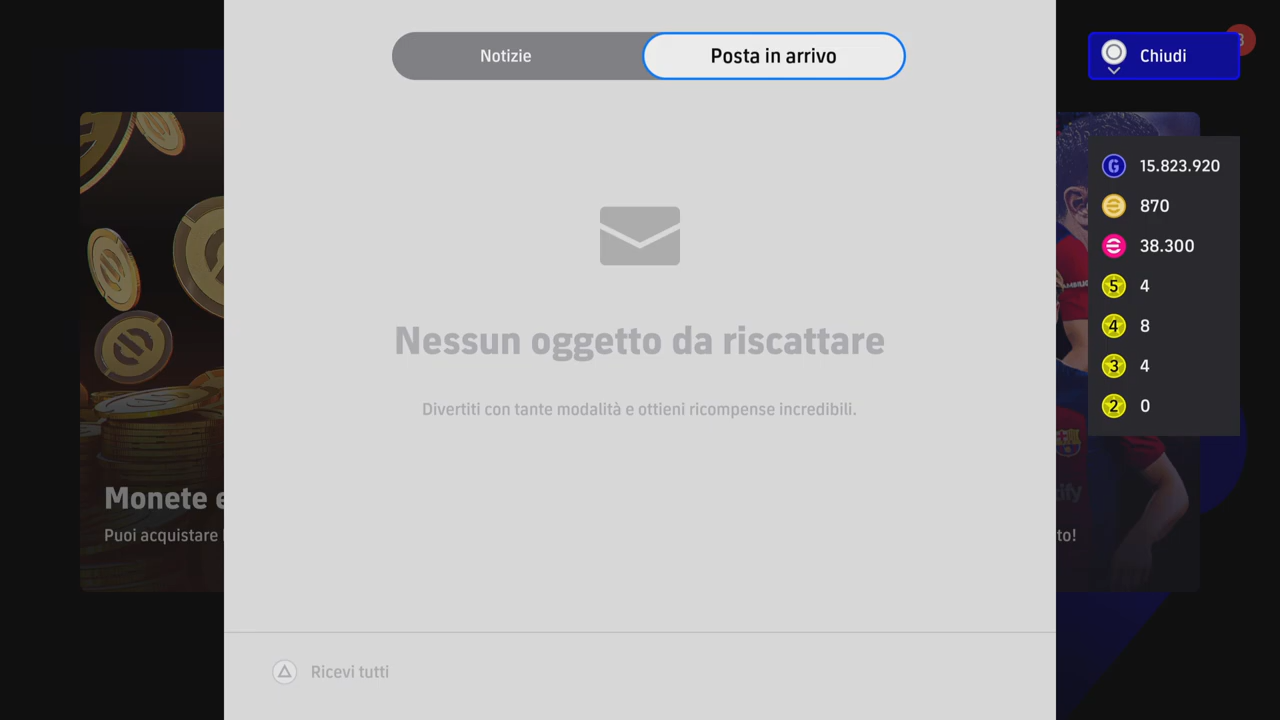 Notizie
Posta in arrivo
Chiudi
15.823.920
870
38.300
5 4
4 8
3 4
2 0
Nessun oggetto da riscattare
Divertiti con tante modalità e ottieni ricompense incredibili.
Monete e
Puoi acquistare
to!
Ricevi tutti